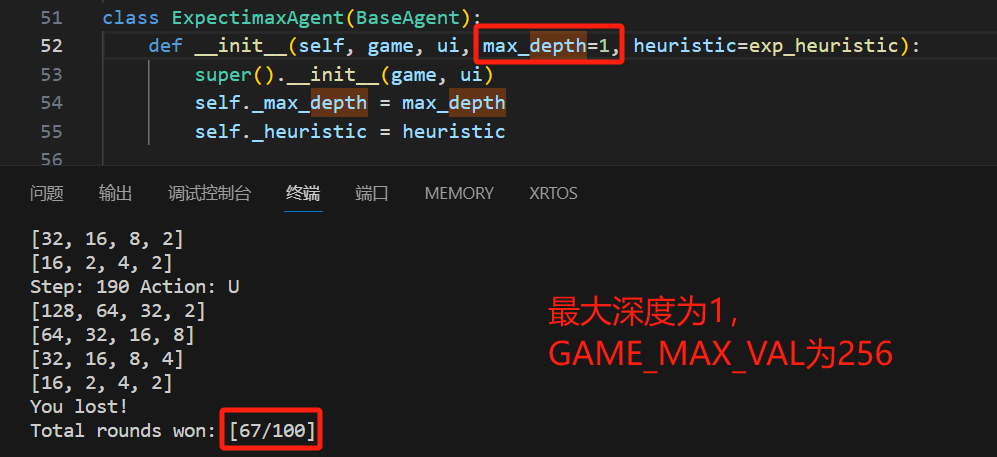 51 class ExpectimaxAgent(BaseAgent):
52 def __init__(self, game, ui, max_depth=1, heuristic=exp_heuristic):
53 super().__init__(game, ui)
54 self._max_depth = max_depth
55 self._heuristic = heuristic
56
问题 输出 调试控制台 终端 端口 MEMORY XRTOS
[32, 16, 8, 2]
[16, 2, 4, 2]
Step: 190 Action: U
[128, 64, 32, 2]
[64, 32, 16, 8]
[32, 16, 8, 4]
[16, 2, 4, 2]
You lost!
Total rounds won: [67/100]
最大深度为1,
GAME_MAX_VAL为256